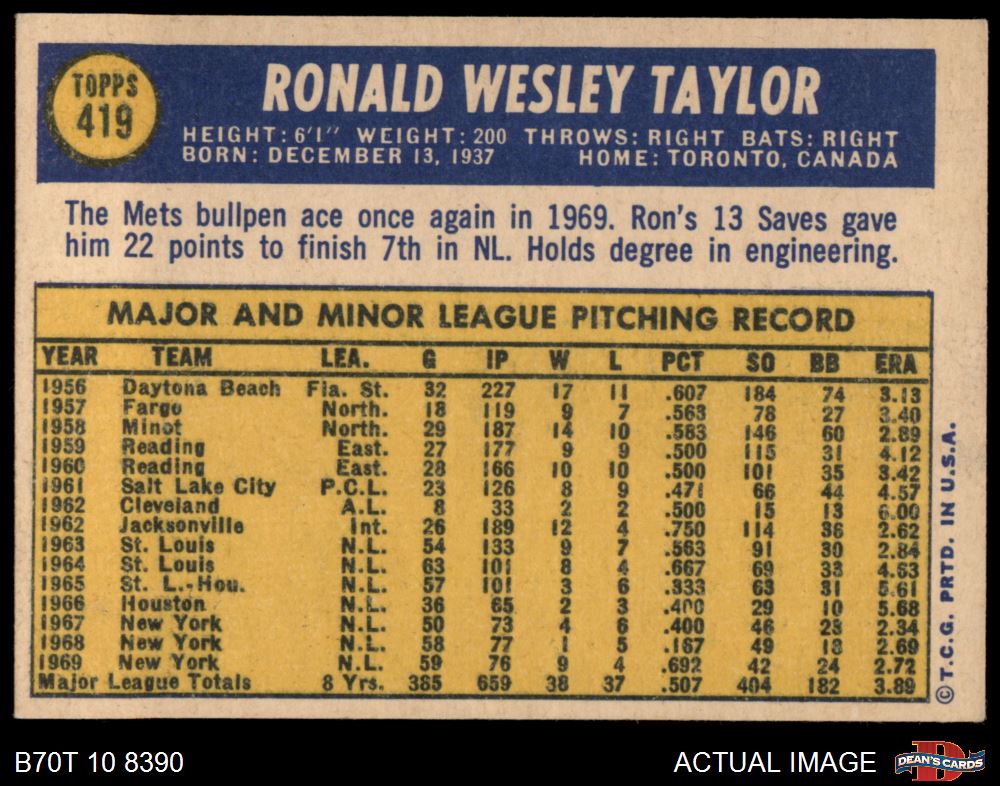 TOPPS
419
RONALD WESLEY TAYLOR
HEIGHT: 6'1" WEIGHT: 200 THROWS: RIGHT BATS: RIGHT
BORN: DECEMBER 13, 1937 HOME: TORONTO, CANADA
The Mets bullpen ace once again in 1969. Ron's 13 Saves gave
him 22 points to finish 7th in NL. Holds degree in engineering.
MAJOR AND MINOR LEAGUE PITCHING RECORD
YEAR TEAM LEA. G IP W L PCT SO BB ERA
1956 Daytona Beach Fla. St. 32 227 17 11 .607 184 74 3.13
1957 Fargo North. 18 119 9 7 .563 78 27 3.40
1958 Minot North. 29 187 14 10 .583 146 60 2.89
1959 Reading East. 27 177 9 9 .500 115 31 4.12
1960 Reading East. 28 166 10 10 .500 101 35 3.42
1961 Salt Lake City P.C.L. 23 126 8 9 .471 66 44 4.57
1962 Cleveland A.L. 8 33 2 2 .500 15 13 6.00
1962 Jacksonville Int. 26 189 12 4 .750 114 36 2.62
1963 St. Louis N.L. 54 133 9 7 .563 91 30 2.84
1964 St. Louis N.L. 63 101 8 4 .667 69 33 4.63
1965 St. L.-Hou. N.L. 57 101 3 6 .333 63 31 5.61
1966 Houston N.L. 36 65 2 3 .400 29 10 5.68
1967 New York N.L. 50 73 4 6 .400 46 23 2.34
1968 New York N.L. 58 77 1 5 .167 49 18 2.69
1969 New York N.L. 59 76 9 4 .692 42 24 2.72
Major League Totals 8 Yrs. 385 659 38 37 .507 404 182 3.89
©T.C.G. PRTD. IN U.S.A.
B70T 10 8390
ACTUAL IMAGE
DEAN'S CARDS